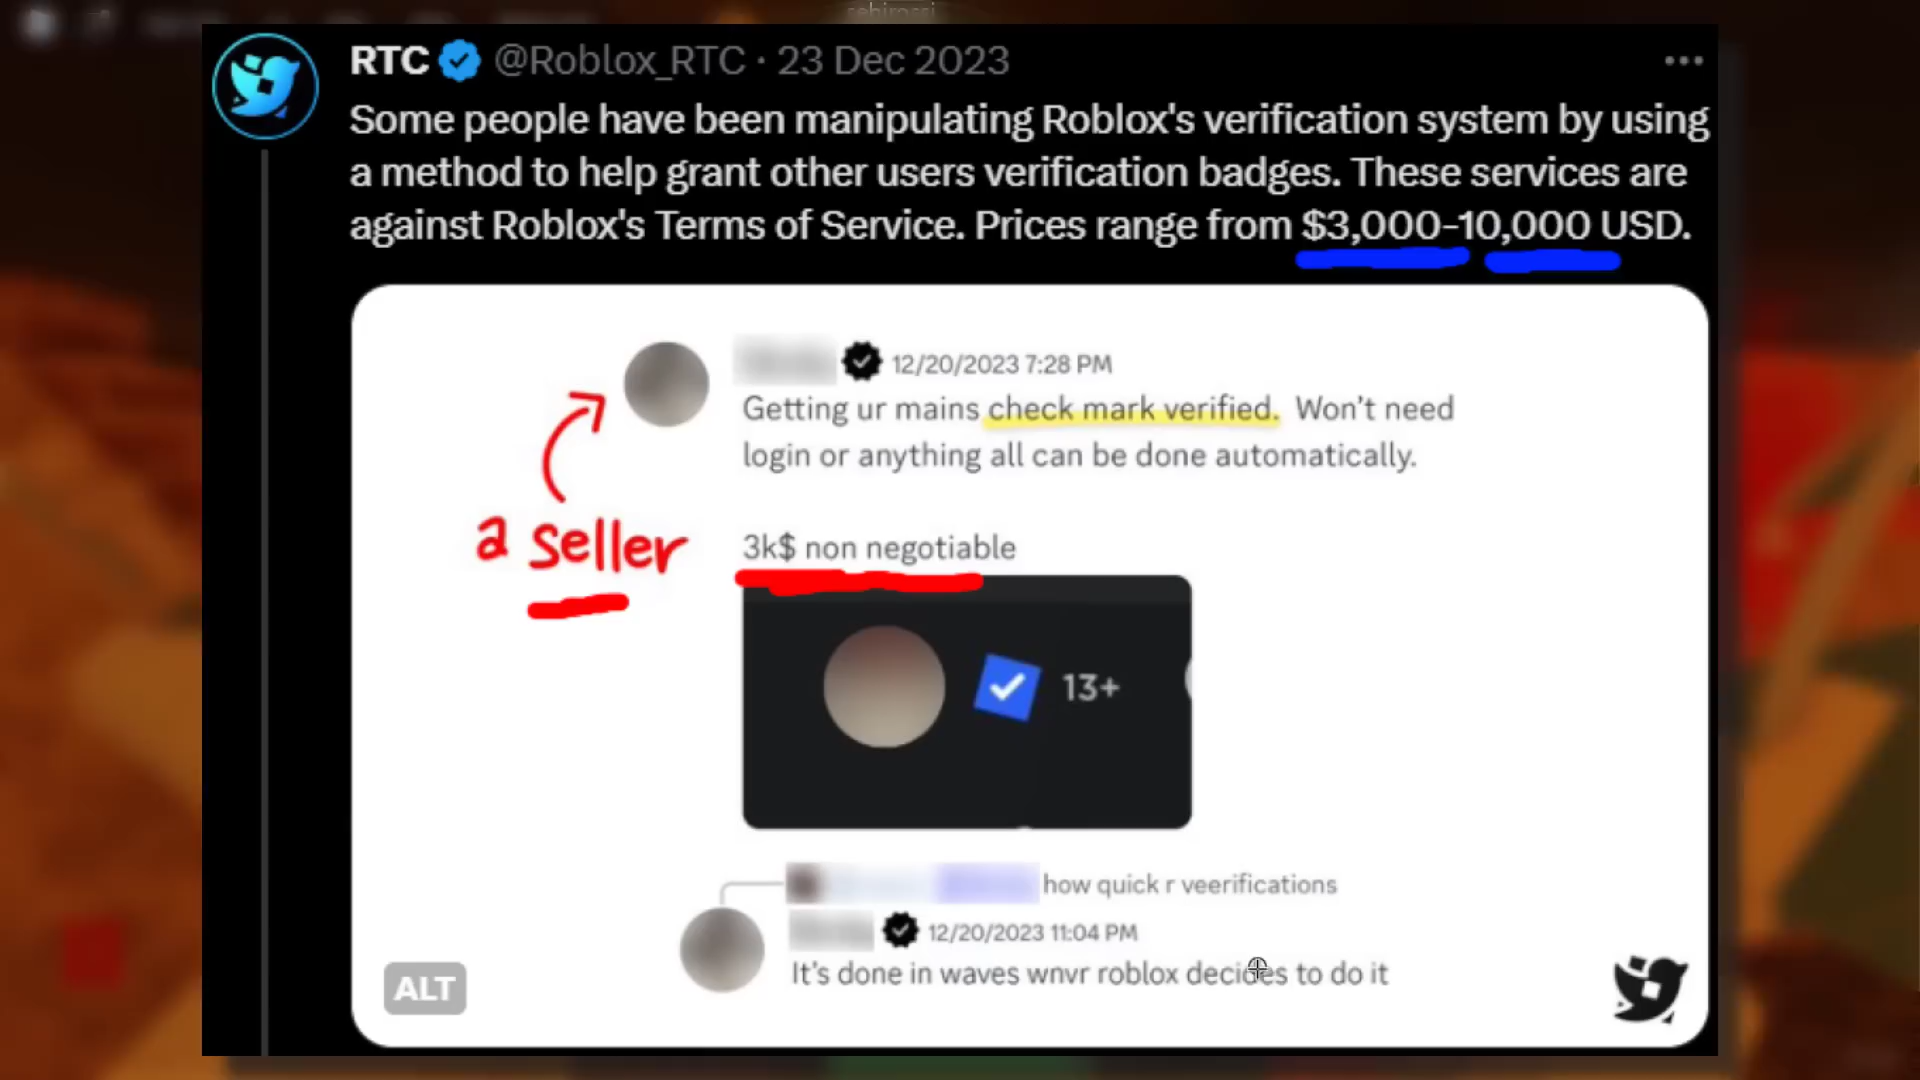 sebirossi
RTC @Roblox_RTC · 23 Dec 2023
Some people have been manipulating Roblox's verification system by using
a method to help grant other users verification badges. These services are
against Roblox's Terms of Service. Prices range from $3,000-10,000 USD.
12/20/2023 7:28 PM
Getting ur mains check mark verified. Won't need
login or anything all can be done automatically.
a seller
3k$ non negotiable
13+
how quick r veerifications
12/20/2023 11:04 PM
It's done in waves wnvr roblox decides to do it
ALT